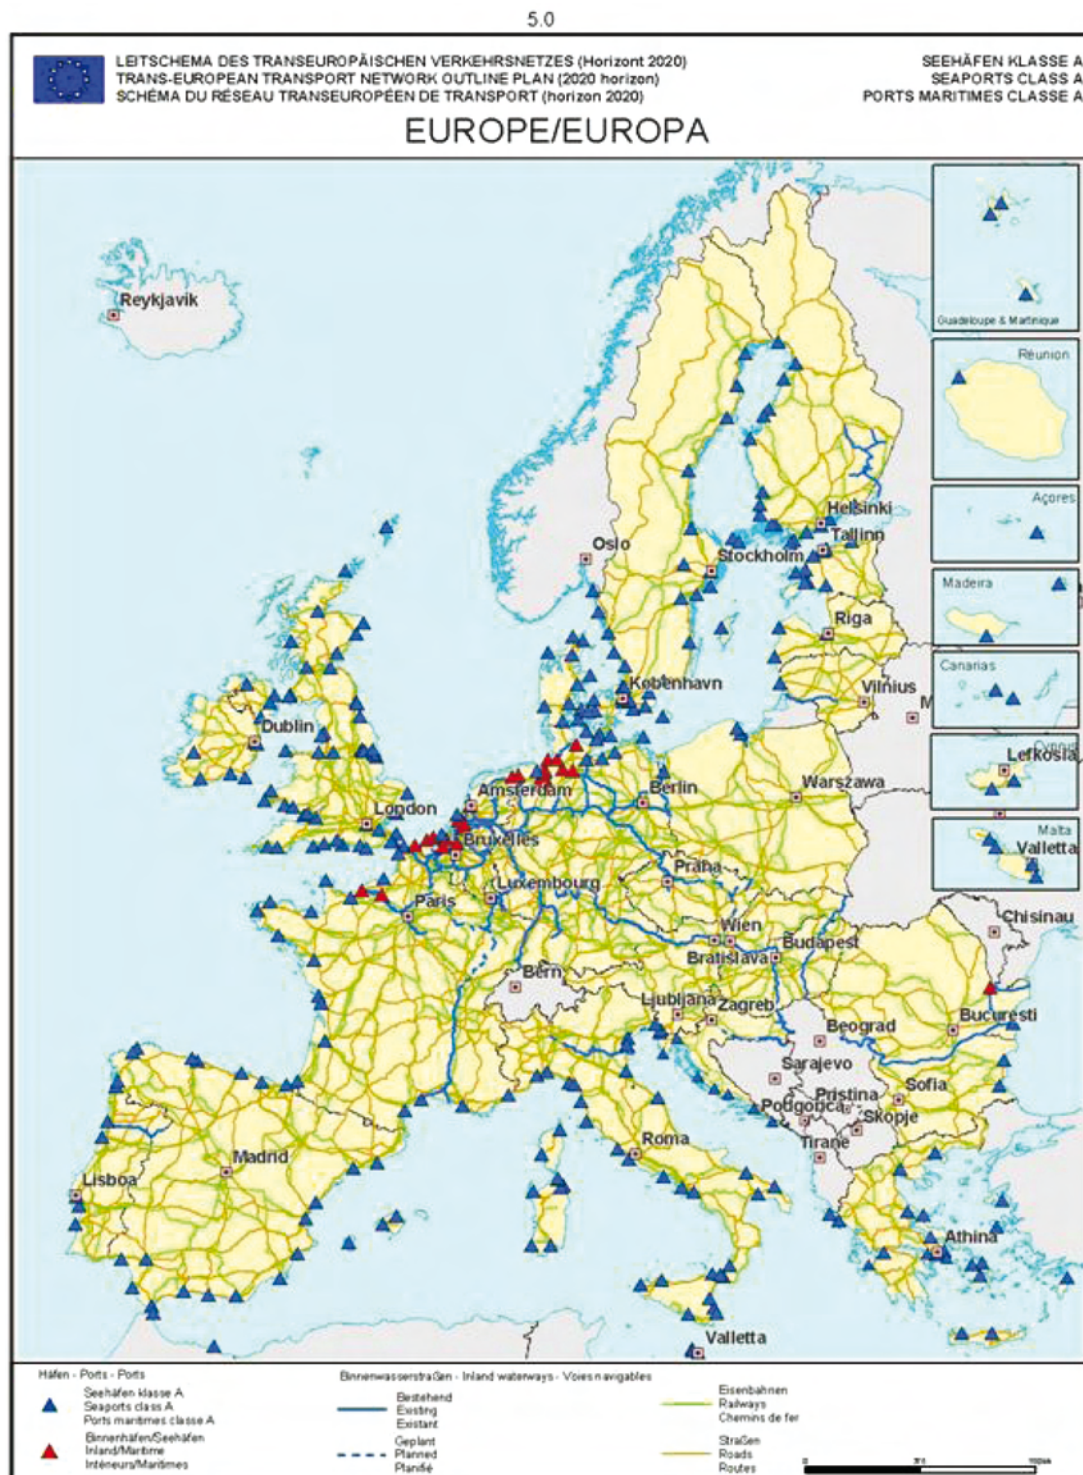 5.0
LEITSCHEMA DES TRANSEUROPÄISCHEN VERKEHRSNETZES (Horizont 2020)
TRANS-EUROPEAN TRANSPORT NETWORK OUTLINE PLAN (2020 horizon)
SCHÉMA DU RÉSEAU TRANSEUROPÉEN DE TRANSPORT (horizon 2020)
SEEHÄFEN KLASSE A
SEAPORTS CLASS A
PORTS MARITIMES CLASSE A
EUROPE/EUROPA
Guadeloupe & Martinique
Réunion
Açores
Madeira
Canarias
Cyprus
Lefkosia
Malta
Valletta
Reykjavik
Helsinki
Tallinn
Oslo
Stockholm
Riga
København
Vilnius
M
Dublin
Amsterdam
Berlin
Warszawa
London
Bruxelles
Praha
Luxembourg
Paris
Wien
Bratislava
Budapest
Chisinau
Bern
Ljubljana
Zagreb
Beograd
Bucuresti
Sarajevo
Pristina
Sofia
Podgorica
Skopje
Tirane
Roma
Madrid
Lisboa
Athina
Valletta
Häfen - Ports - Ports
Seehäfen klasse A
Seaports class A
Ports maritimes classe A
Binnenhäfen/Seehäfen
Inland/Maritime
Intérieurs/Maritimes
Binnenwasserstraßen - Inland waterways - Voies navigables
Bestehend
Existing
Existant
Geplant
Planned
Planifié
Eisenbahnen
Railways
Chemins de fer
Straßen
Roads
Routes
0